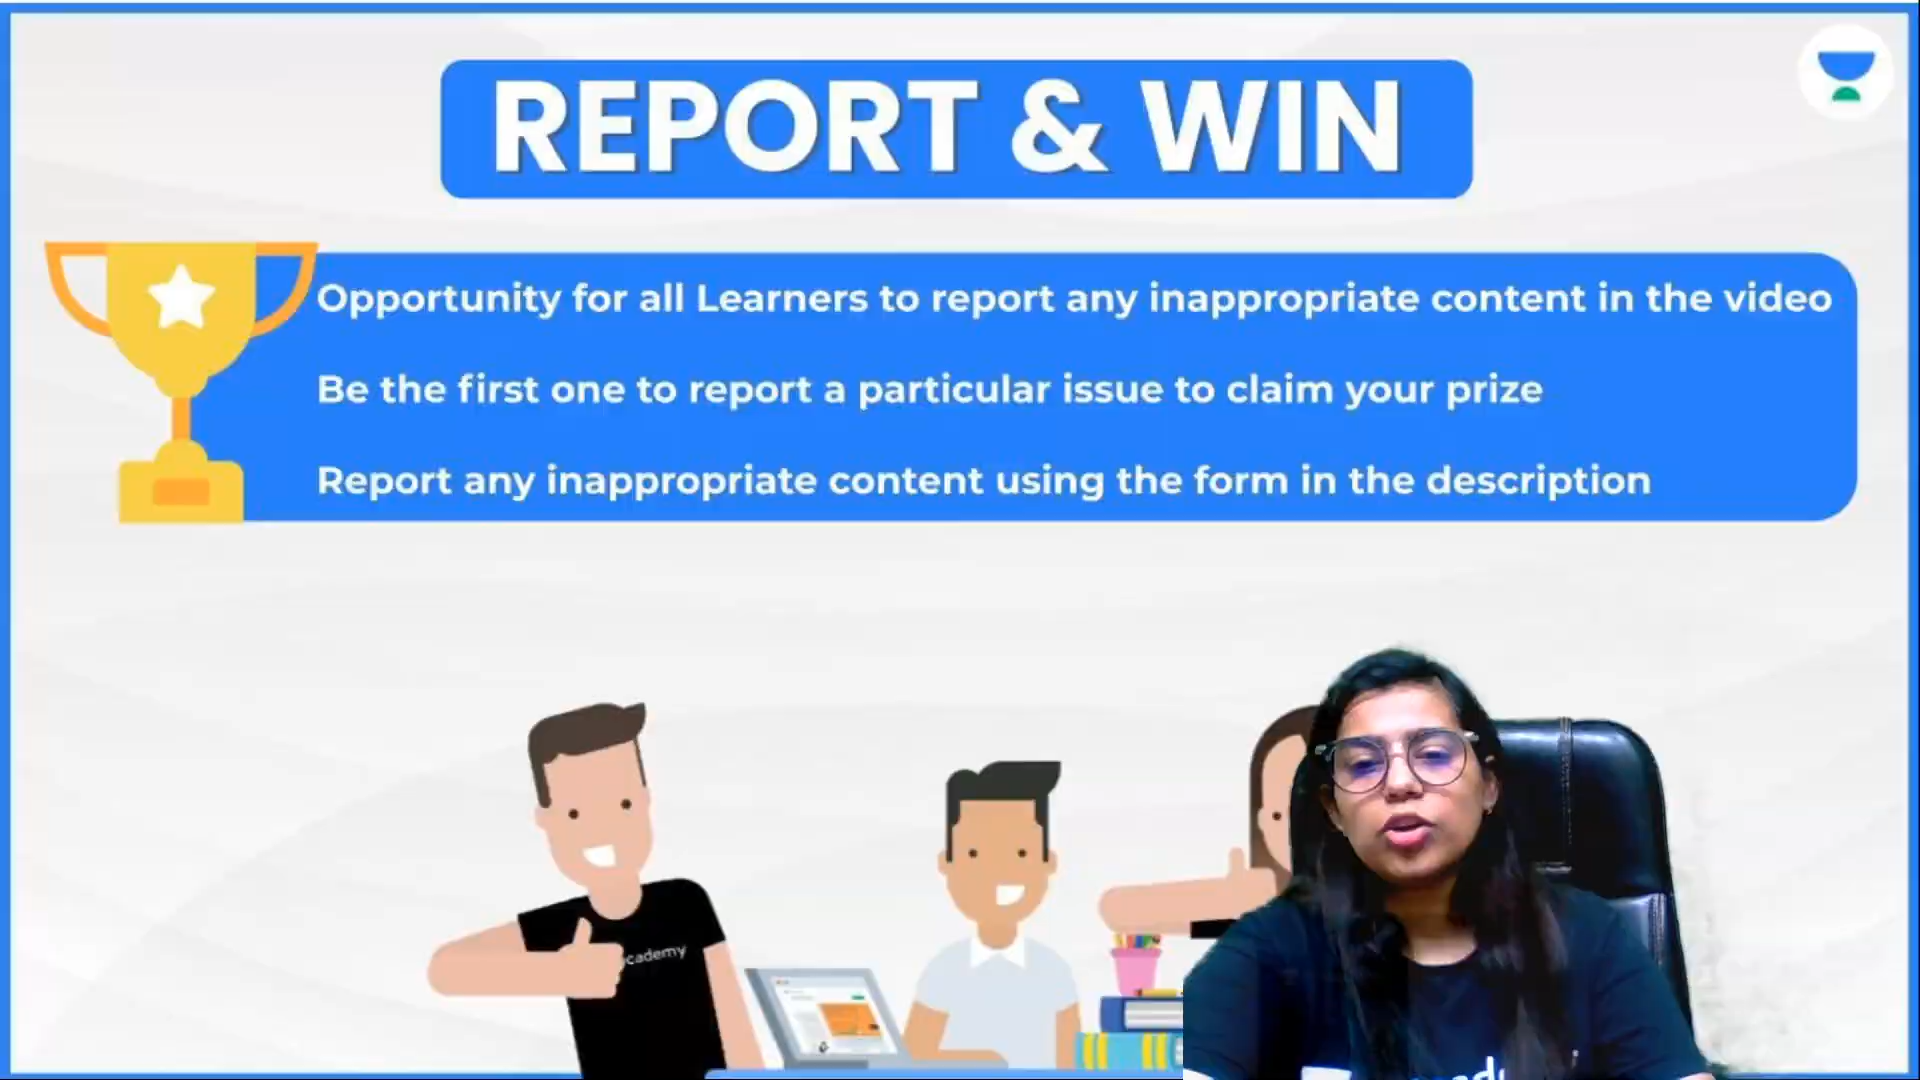 REPORT & WIN
Opportunity for all Learners to report any inappropriate content in the video
Be the first one to report a particular issue to claim your prize
Report any inappropriate content using the form in the description
cademy